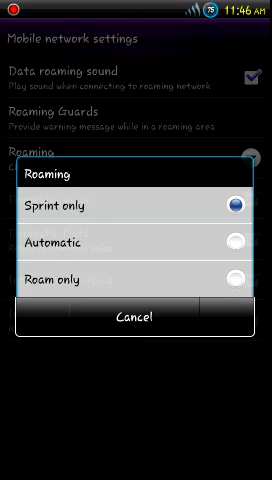 75 11:46 AM
Mobile network settings
Data roaming sound
Play sound when connecting to roaming network
Roaming Guards
Provide warning message while in a roaming area
Roaming
Roaming
Sprint only
Automatic
Roam only
Cancel